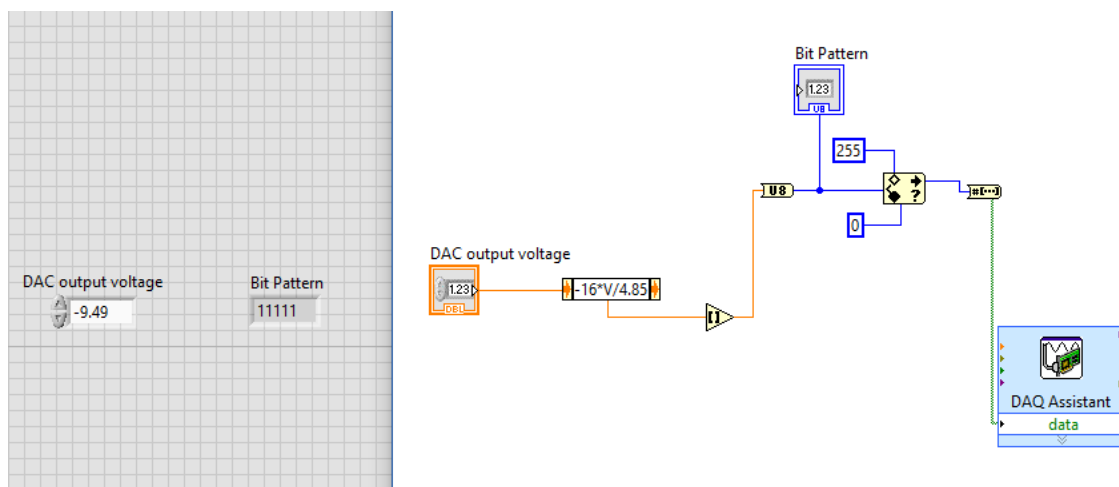 DAC output voltage
-9.49
Bit Pattern
11111
Bit Pattern
1.23
U8
255
U8
?
#[...]
0
DAC output voltage
1.23
DBL
-16*V/4.85
[]
DAQ Assistant
data